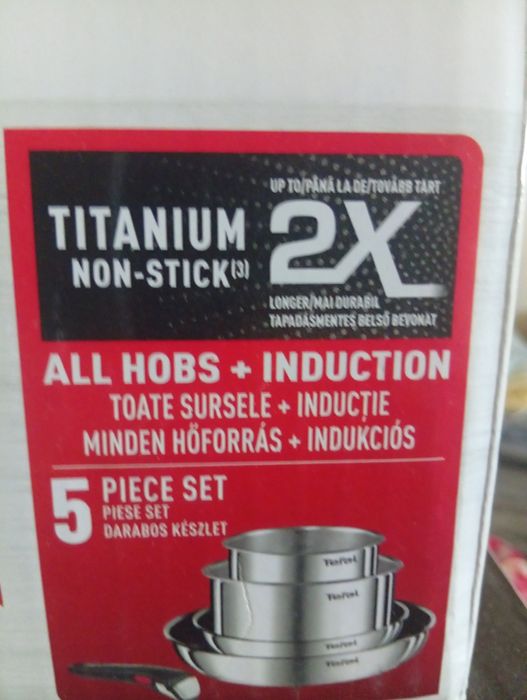 UP TO/PÂNĂ LA DE/TOVÁBB TART
TITANIUM
NON-STICK(3)
2X
LONGER/MAI DURABIL
TAPADÁSMENTES BELSŐ BEVONAT
ALL HOBS + INDUCTION
TOATE SURSELE + INDUCȚIE
MINDEN HŐFORRÁS + INDUKCIÓS
5 PIECE SET
PIESE SET
DARABOS KÉSZLET
Tefal
Tefal
Tefal
Tefal